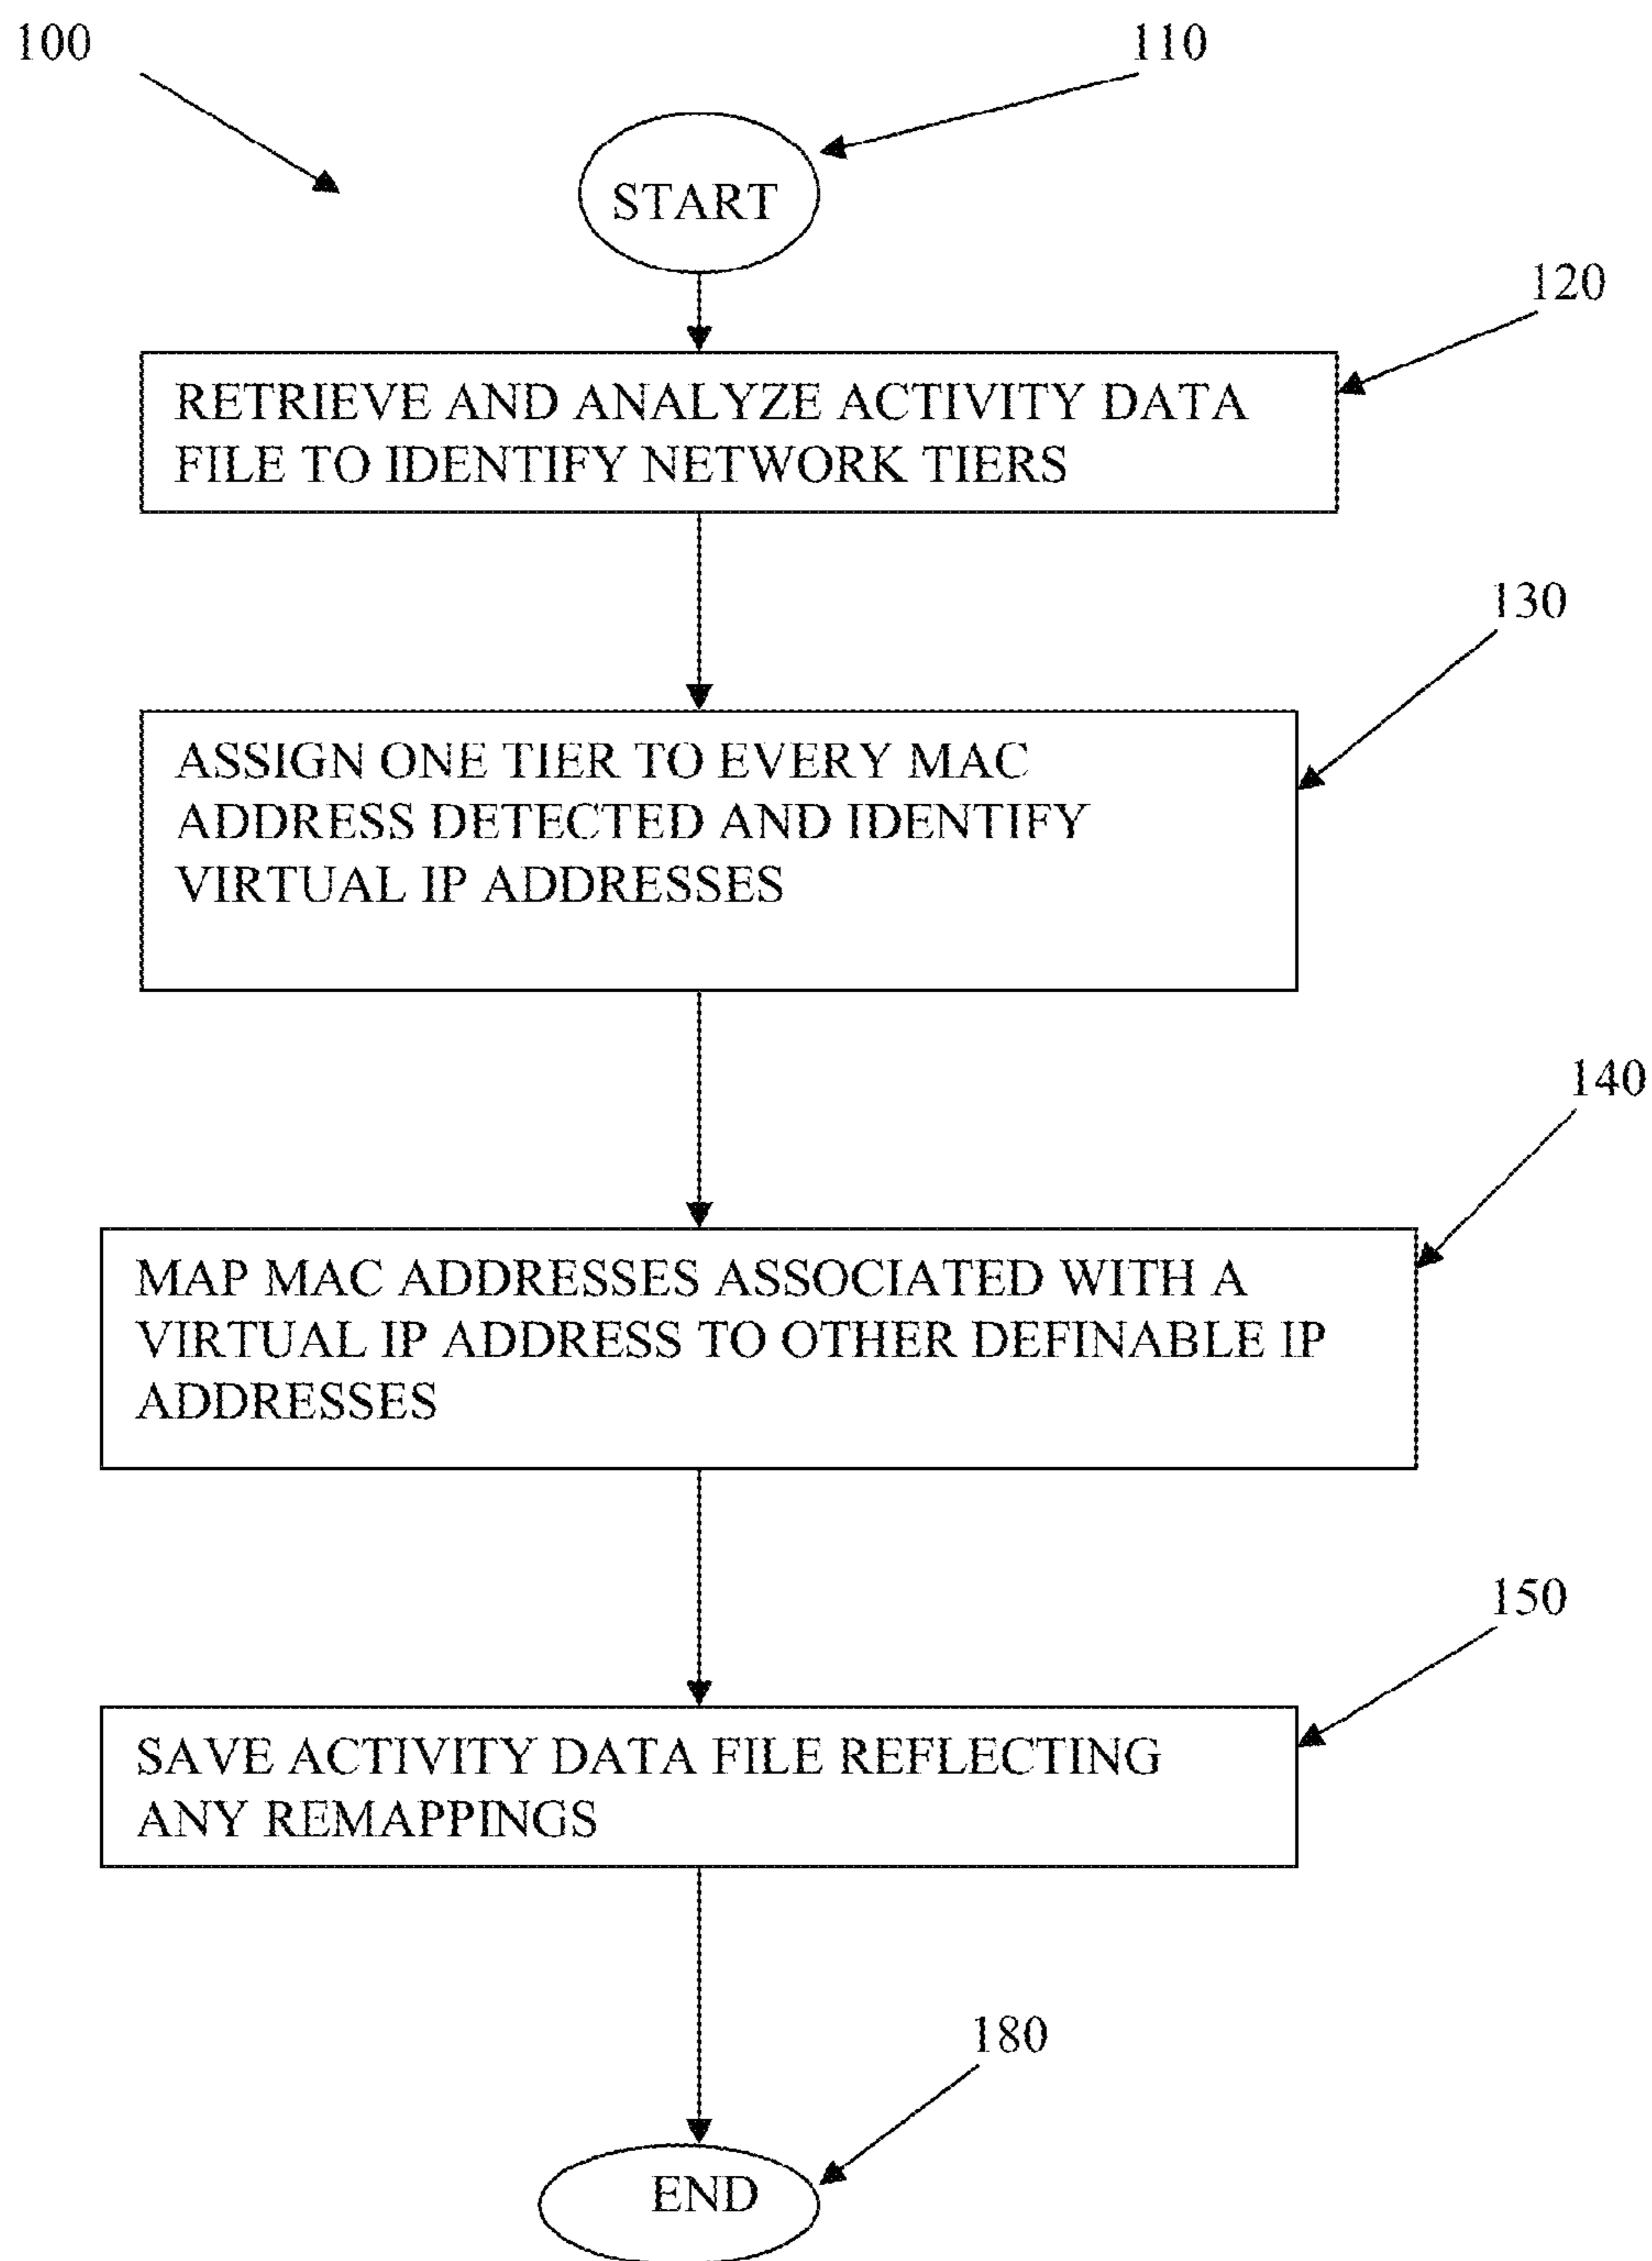 100
110
START
120
RETRIEVE AND ANALYZE ACTIVITY DATA
FILE TO IDENTIFY NETWORK TIERS
130
ASSIGN ONE TIER TO EVERY MAC
ADDRESS DETECTED AND IDENTIFY
VIRTUAL IP ADDRESSES
140
MAP MAC ADDRESSES ASSOCIATED WITH A
VIRTUAL IP ADDRESS TO OTHER DEFINABLE IP
ADDRESSES
150
SAVE ACTIVITY DATA FILE REFLECTING
ANY REMAPPINGS
180
END